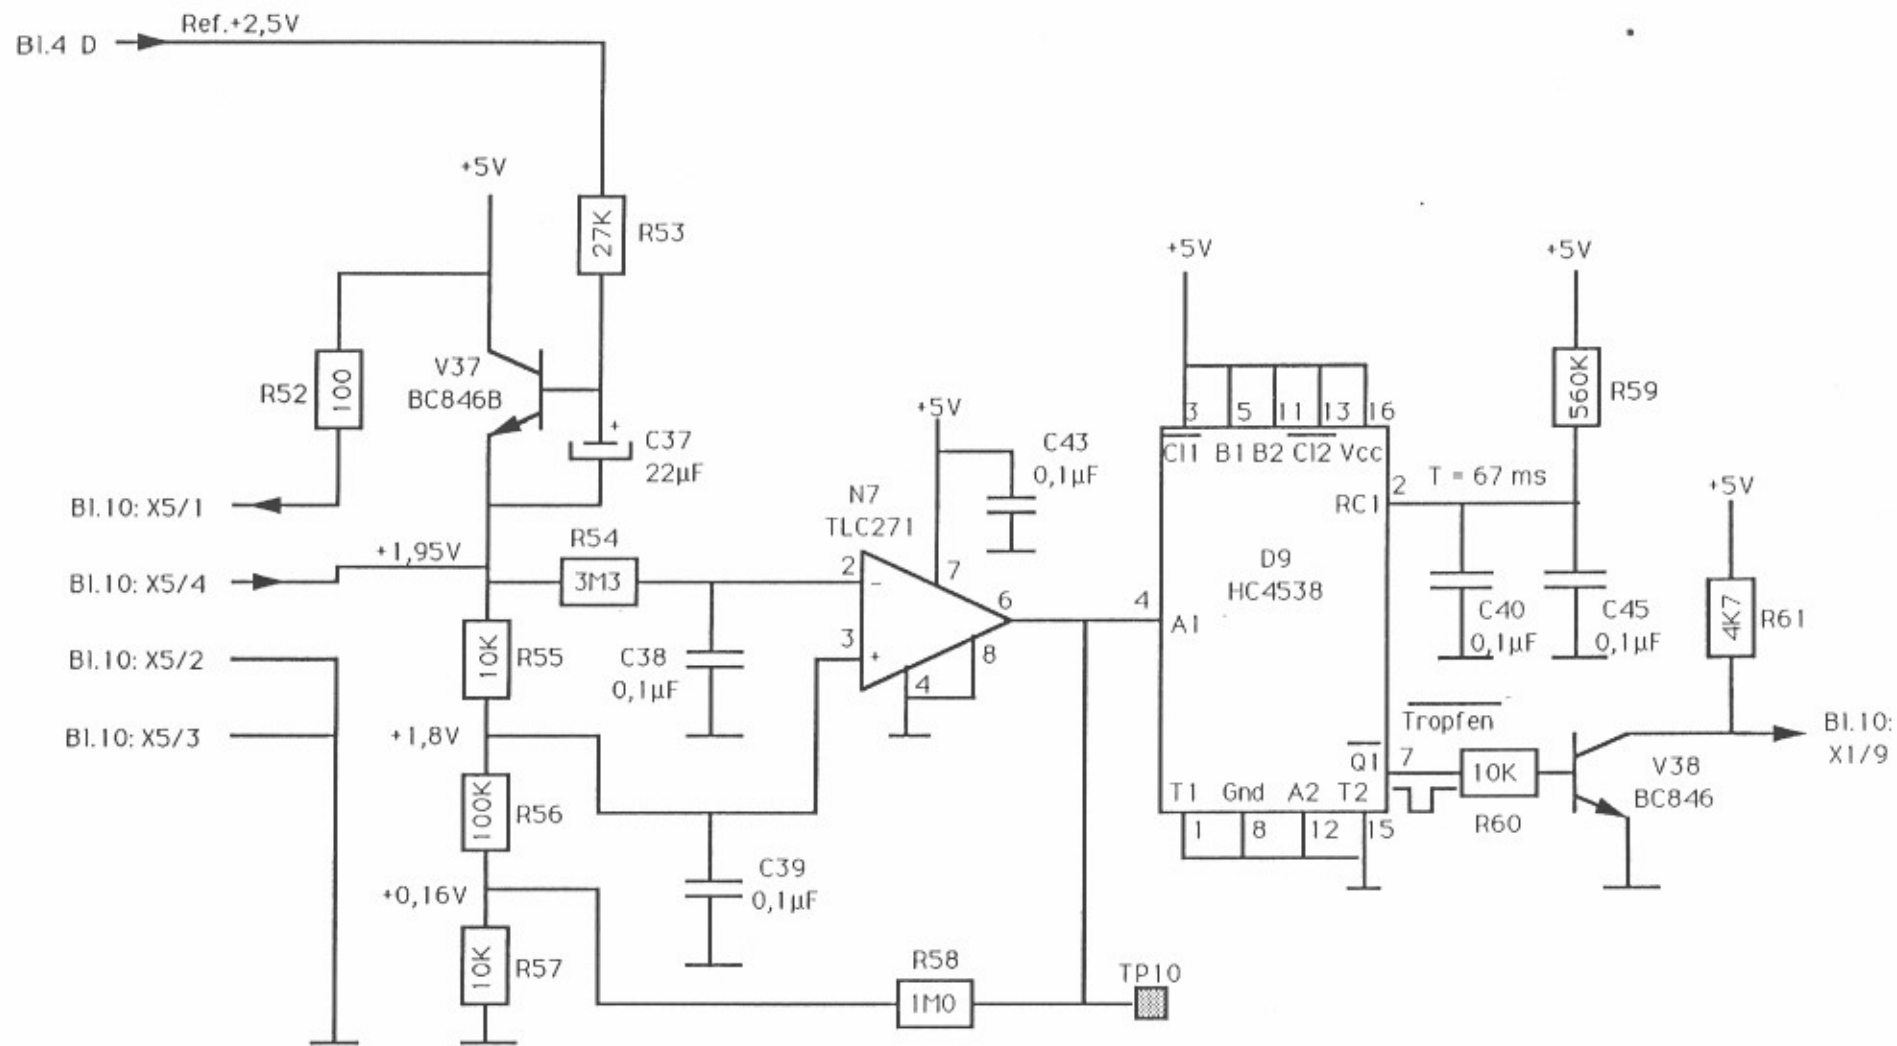 Ref.+2,5V
Bl.4 D
+5V
27K
R53
R52
100
V37
BC846B
+
C37
22µF
Bl.10: X5/1
+1,95V
Bl.10: X5/4
R54
3M3
Bl.10: X5/2
10K
R55
Bl.10: X5/3
+1,8V
100K
R56
+0,16V
10K
R57
C38
0,1µF
C39
0,1µF
N7
TLC271
+5V
C43
0,1µF
2
−
7
6
3
+
4
8
R58
1M0
TP10
+5V
3
5
11
13
16
Cl1
B1
B2
Cl2
Vcc
RC1
2
T = 67 ms
D9
HC4538
4
A1
Q1
7
T1
Gnd
A2
T2
1
8
12
15
+5V
560K
R59
C40
0,1µF
C45
0,1µF
+5V
4K7
R61
Tropfen
10K
R60
V38
BC846
Bl.10:
X1/9